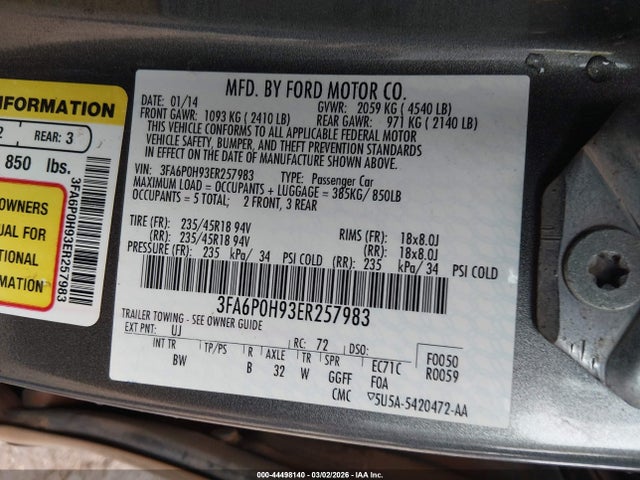 INFORMATION
2 REAR: 3
850 lbs.
OWNERS
UAL FOR
TIONAL
MATION
3FA6P0H93ER257983
MFD. BY FORD MOTOR CO.
DATE: 01/14 GVWR: 2059 KG ( 4540 LB)
FRONT GAWR: 1093 KG ( 2410 LB) REAR GAWR: 971 KG ( 2140 LB)
THIS VEHICLE CONFORMS TO ALL APPLICABLE FEDERAL MOTOR
VEHICLE SAFETY, BUMPER, AND THEFT PREVENTION STANDARDS
IN EFFECT ON THE DATE OF MANUFACTURE SHOWN ABOVE.
VIN: 3FA6P0H93ER257983 TYPE: Passenger Car
MAXIMUM LOAD = OCCUPANTS + LUGGAGE = 385KG/ 850LB
OCCUPANTS = 5 TOTAL; 2 FRONT, 3 REAR
TIRE (FR): 235/45R18 94V RIMS (FR): 18x8.0J
(RR): 235/45R18 94V (RR): 18x8.0J
PRESSURE (FR): 235 kPa/ 34 PSI COLD (RR): 235 kPa/ 34 PSI COLD
3FA6P0H93ER257983
TRAILER TOWING - SEE OWNER GUIDE
EXT PNT: UJ RC: 72 DSO:
INT TR TP/PS R AXLE TR SPR EC71C F0050
BW B 32 W GGFF F0A R0059
CMC 5U5A-5420472-AA
000-44498140 - 03/02/2026 - IAA Inc.